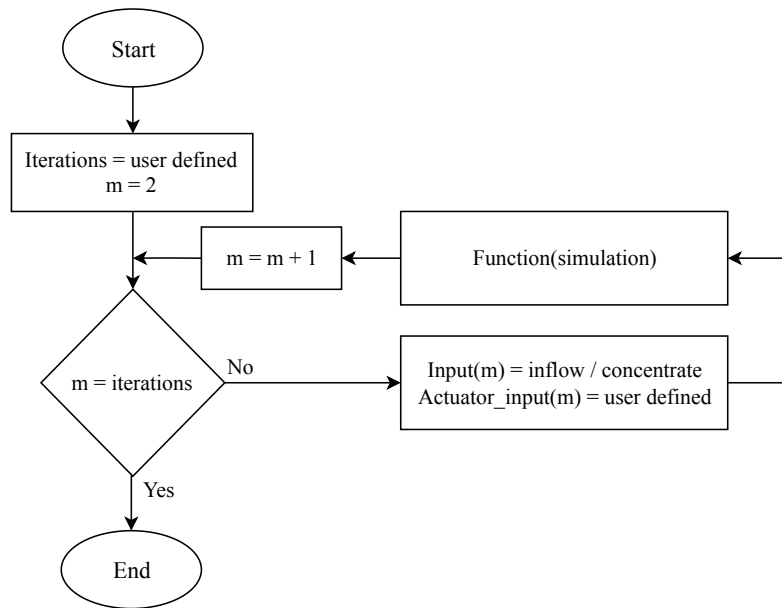 Start
Iterations = user defined
m = 2
m = m + 1
Function(simulation)
m = iterations
No
Input(m) = inflow / concentrate
Actuator_input(m) = user defined
Yes
End